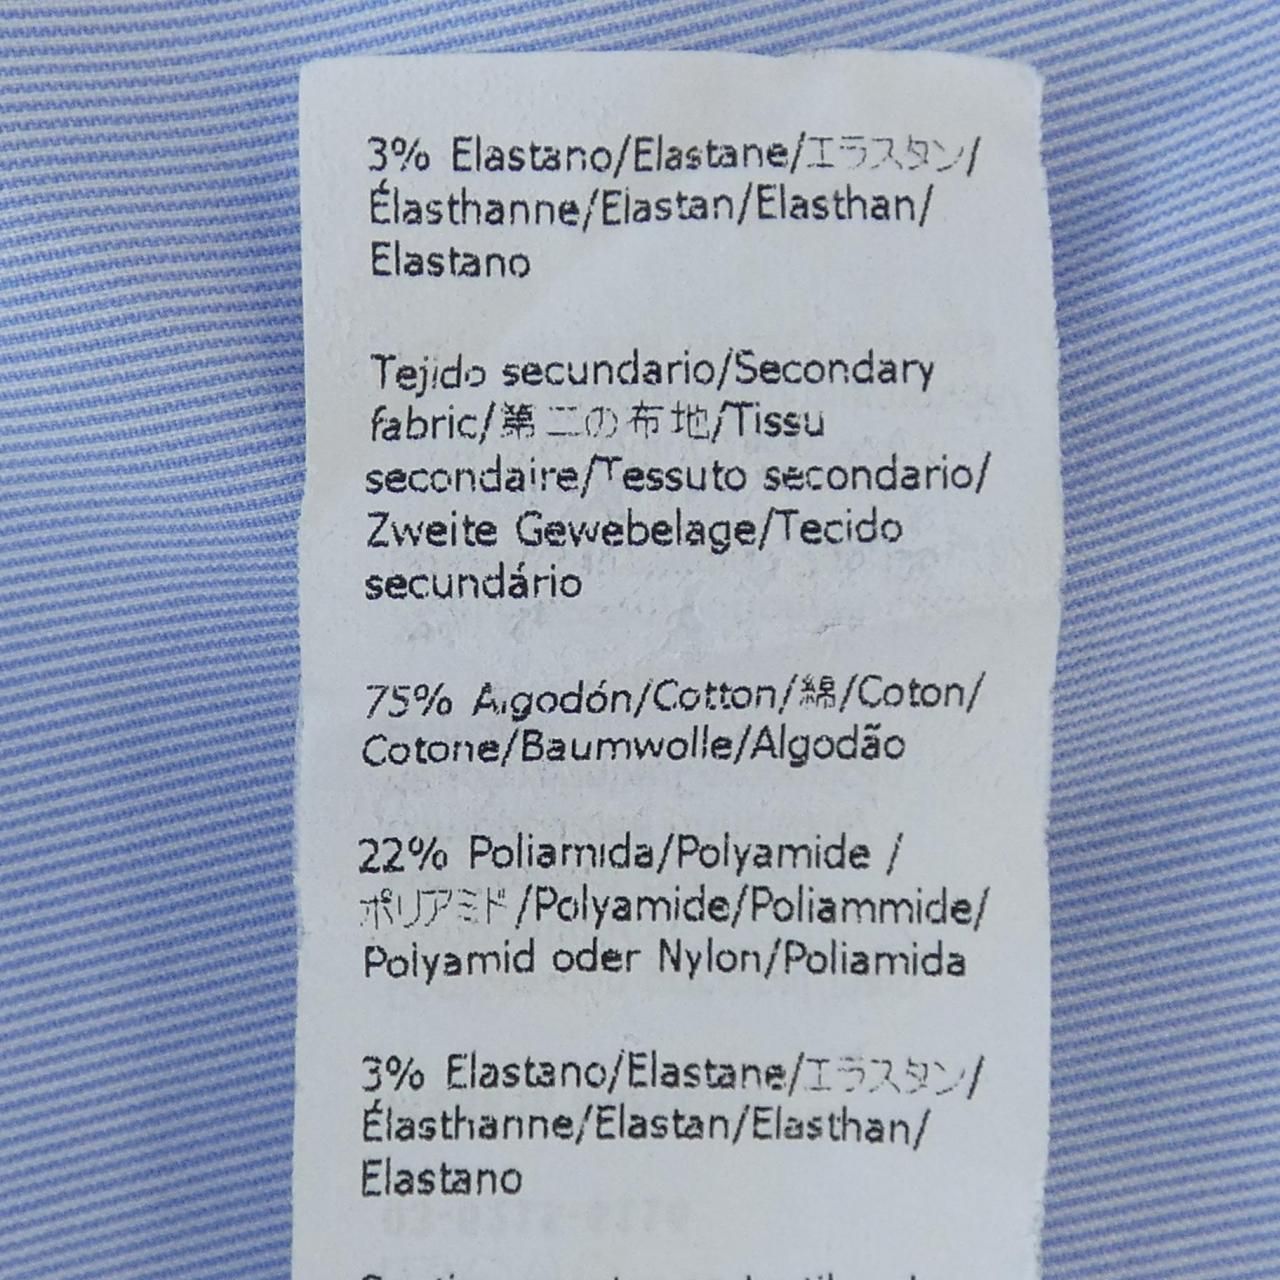 3% Elastano/Elastane/エラスタン/
Élasthanne/Elastan/Elasthan/
Elastano
Tejido secundario/Secondary
fabric/第二の布地/Tissu
secondaire/Tessuto secondario/
Zweite Gewebelage/Tecido
secundário
75% Algodón/Cotton/綿/Coton/
Cotone/Baumwolle/Algodão
22% Poliamida/Polyamide /
ポリアミド/Polyamide/Poliammide/
Polyamid oder Nylon/Poliamida
3% Elastano/Elastane/エラスタン/
Élasthanne/Elastan/Elasthan/
Elastano